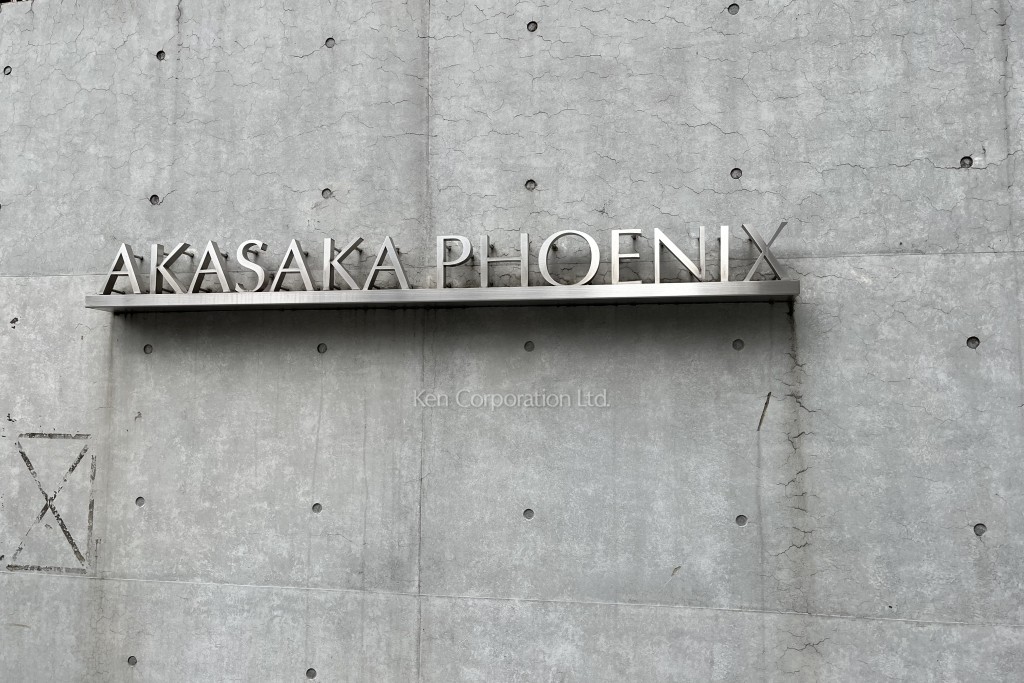 AKASAKA PHOENIX
Ken Corporation Ltd.